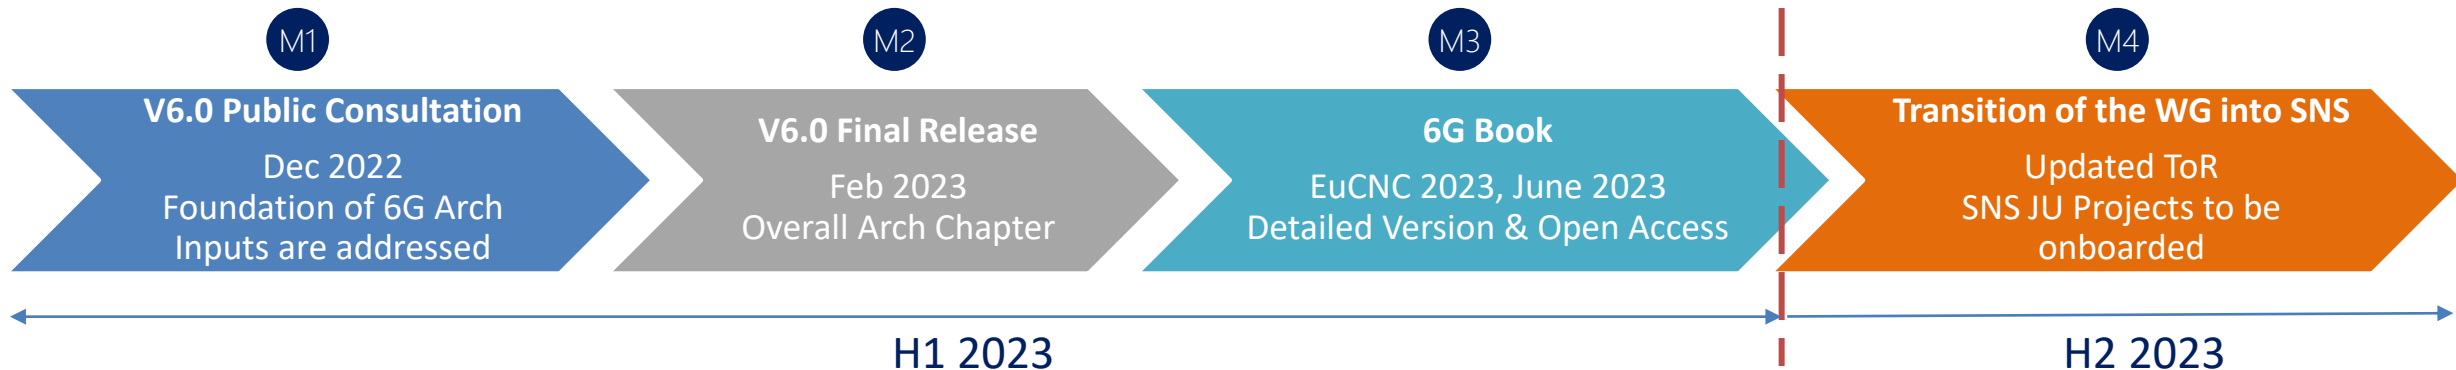 M1
V6.0 Public Consultation
Dec 2022
Foundation of 6G Arch
Inputs are addressed
M2
V6.0 Final Release
Feb 2023
Overall Arch Chapter
M3
6G Book
EuCNC 2023, June 2023
Detailed Version & Open Access
M4
Transition of the WG into SNS
Updated ToR
SNS JU Projects to be
onboarded
H1 2023
H2 2023